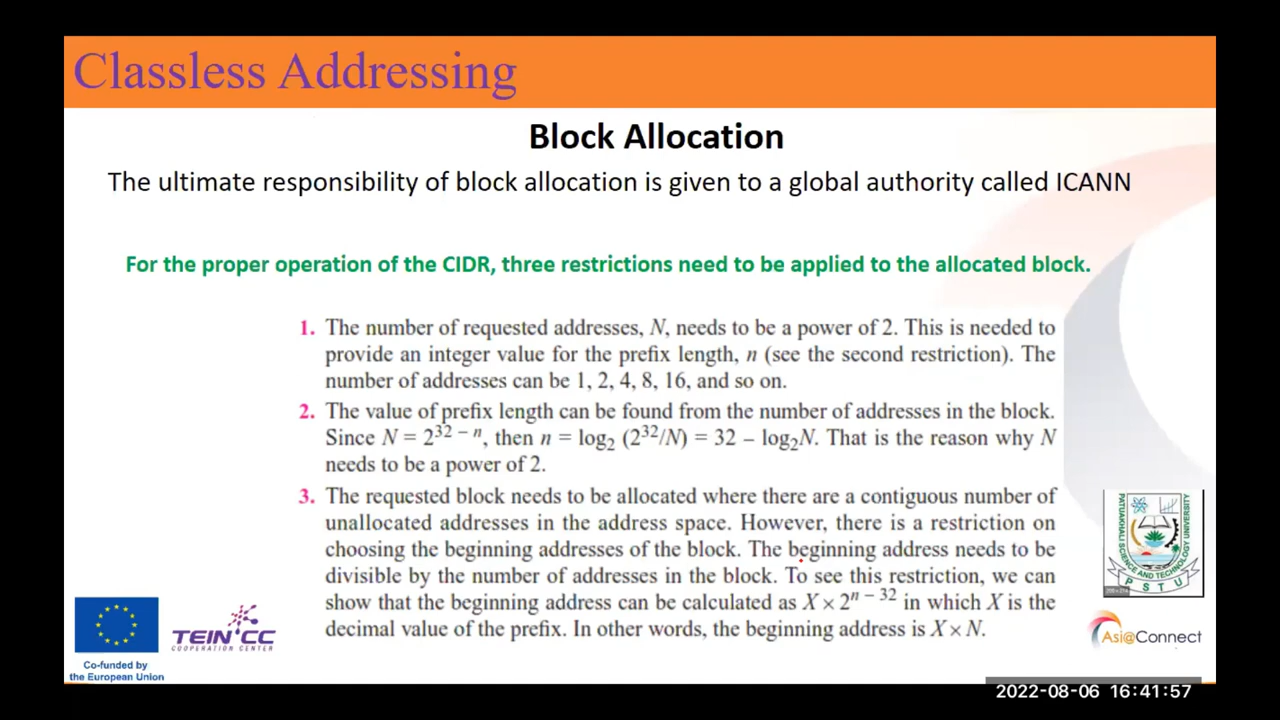 Classless Addressing
Block Allocation
The ultimate responsibility of block allocation is given to a global authority called ICANN
For the proper operation of the CIDR, three restrictions need to be applied to the allocated block.
1. The number of requested addresses, N, needs to be a power of 2. This is needed to
provide an integer value for the prefix length, n (see the second restriction). The
number of addresses can be 1, 2, 4, 8, 16, and so on.
2. The value of prefix length can be found from the number of addresses in the block.
Since N = 2^{32 – n}, then n = log₂ (2^{32}/N) = 32 – log₂N. That is the reason why N
needs to be a power of 2.
3. The requested block needs to be allocated where there are a contiguous number of
unallocated addresses in the address space. However, there is a restriction on
choosing the beginning addresses of the block. The beginning address needs to be
divisible by the number of addresses in the block. To see this restriction, we can
show that the beginning address can be calculated as X × 2^{n – 32} in which X is the
decimal value of the prefix. In other words, the beginning address is X × N.
PATUAKHALI SCIENCE AND TECHNOLOGY UNIVERSITY
PSTU
TEIN*CC
COOPERATION CENTER
Asi@Connect
Co-funded by
the European Union
2022-08-06 16:41:57